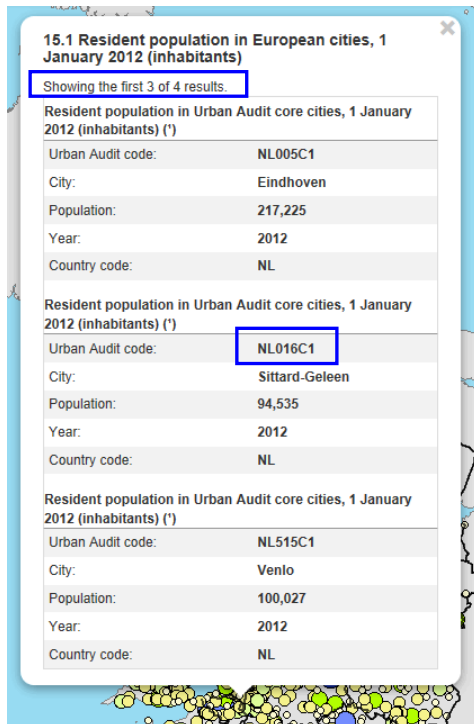 15.1 Resident population in European cities, 1
January 2012 (inhabitants)
Showing the first 3 of 4 results.
Resident population in Urban Audit core cities, 1 January
2012 (inhabitants) (¹)
Urban Audit code: NL005C1
City: Eindhoven
Population: 217,225
Year: 2012
Country code: NL
Resident population in Urban Audit core cities, 1 January
2012 (inhabitants) (¹)
Urban Audit code: NL016C1
City: Sittard-Geleen
Population: 94,535
Year: 2012
Country code: NL
Resident population in Urban Audit core cities, 1 January
2012 (inhabitants) (¹)
Urban Audit code: NL515C1
City: Venlo
Population: 100,027
Year: 2012
Country code: NL